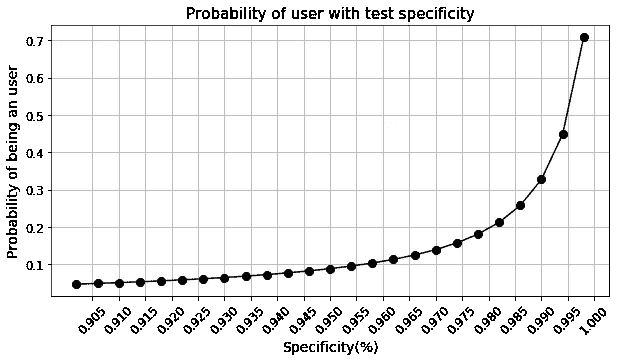 Probability of user with test specificity
Probability of being an user
0.7
0.6
0.5
0.4
0.3
0.2
0.1
0.905 0.910 0.915 0.920 0.925 0.930 0.935 0.940 0.945 0.950 0.955 0.960 0.965 0.970 0.975 0.980 0.985 0.990 0.995 1.000
Specificity(%)